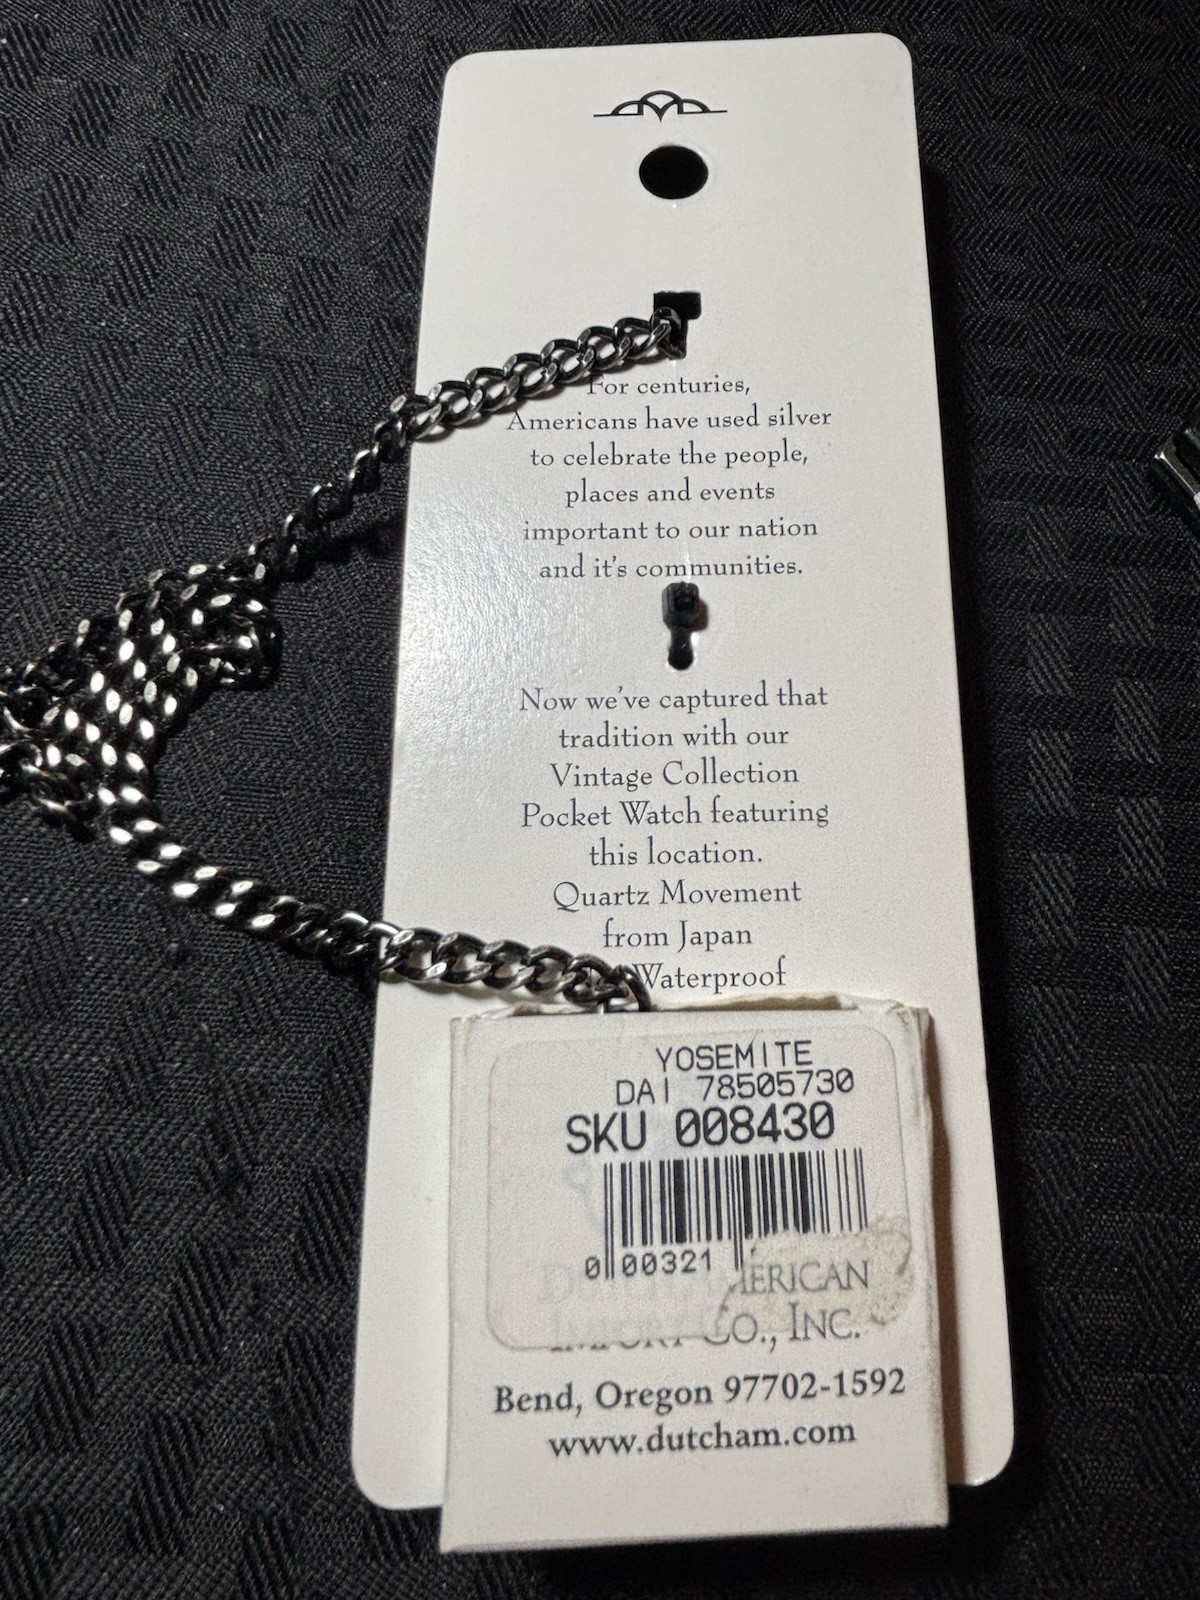 For centuries,
Americans have used silver
to celebrate the people,
places and events
important to our nation
and it's communities.
Now we've captured that
tradition with our
Vintage Collection
Pocket Watch featuring
this location.
Quartz Movement
from Japan
Waterproof
YOSEMITE
DAI 78505730
SKU 008430
0 00321
IMPORT CO., INC.
Bend, Oregon 97702-1592
www.dutcham.com